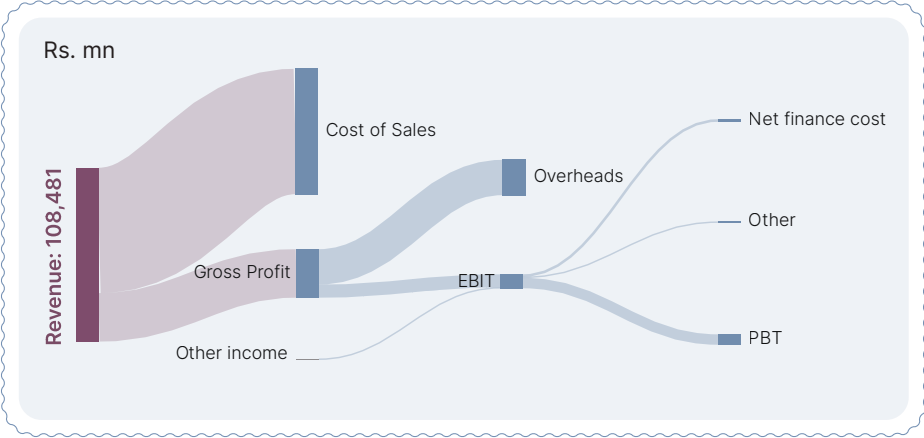 Rs. mn
Revenue: 108,481
Cost of Sales
Gross Profit
Other income
Overheads
EBIT
Net finance cost
Other
PBT